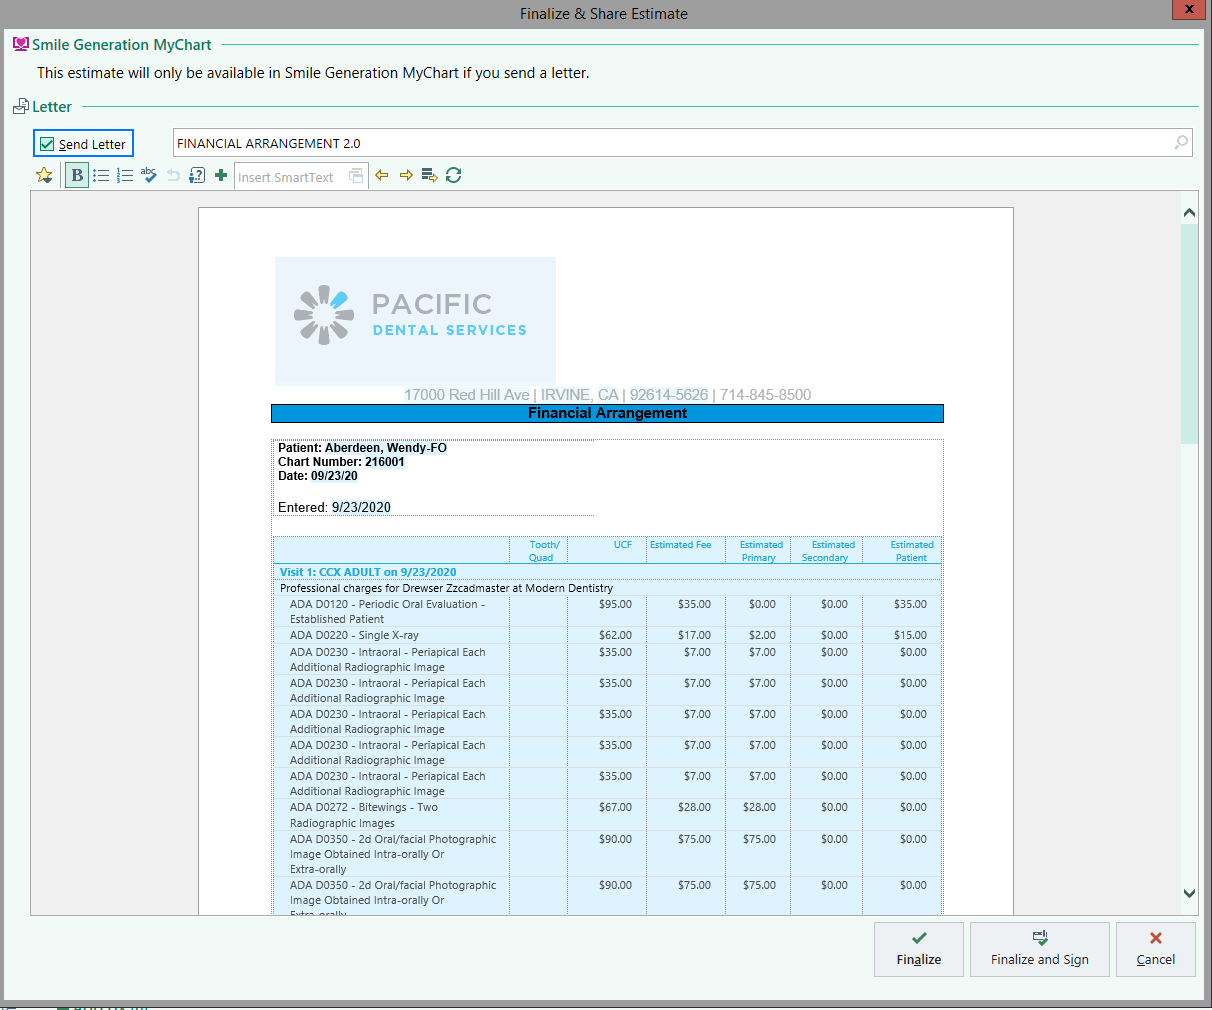 Finalize & Share Estimate
x
Smile Generation MyChart
This estimate will only be available in Smile Generation MyChart if you send a letter.
Letter
Send Letter FINANCIAL ARRANGEMENT 2.0
B abc Insert SmartText
PACIFIC
DENTAL SERVICES
17000 Red Hill Ave | IRVINE, CA | 92614-5626 | 714-845-8500
Financial Arrangement
Patient: Aberdeen, Wendy-FO
Chart Number: 216001
Date: 09/23/20
Entered: 9/23/2020
Tooth/ UCF Estimated Fee Estimated Estimated Estimated
Quad Primary Secondary Patient
Visit 1: CCX ADULT on 9/23/2020
Professional charges for Drewser Zzcadmaster at Modern Dentistry
ADA D0120 - Periodic Oral Evaluation - $95.00 $35.00 $0.00 $0.00 $35.00
Established Patient
ADA D0220 - Single X-ray $62.00 $17.00 $2.00 $0.00 $15.00
ADA D0230 - Intraoral - Periapical Each $35.00 $7.00 $7.00 $0.00 $0.00
Additional Radiographic Image
ADA D0230 - Intraoral - Periapical Each $35.00 $7.00 $7.00 $0.00 $0.00
Additional Radiographic Image
ADA D0230 - Intraoral - Periapical Each $35.00 $7.00 $7.00 $0.00 $0.00
Additional Radiographic Image
ADA D0230 - Intraoral - Periapical Each $35.00 $7.00 $7.00 $0.00 $0.00
Additional Radiographic Image
ADA D0230 - Intraoral - Periapical Each $35.00 $7.00 $7.00 $0.00 $0.00
Additional Radiographic Image
ADA D0272 - Bitewings - Two $67.00 $28.00 $28.00 $0.00 $0.00
Radiographic Images
ADA D0350 - 2d Oral/facial Photographic $90.00 $75.00 $75.00 $0.00 $0.00
Image Obtained Intra-orally Or
Extra-orally
ADA D0350 - 2d Oral/facial Photographic $90.00 $75.00 $75.00 $0.00 $0.00
Image Obtained Intra-orally Or
Extra-orally
Finalize Finalize and Sign Cancel